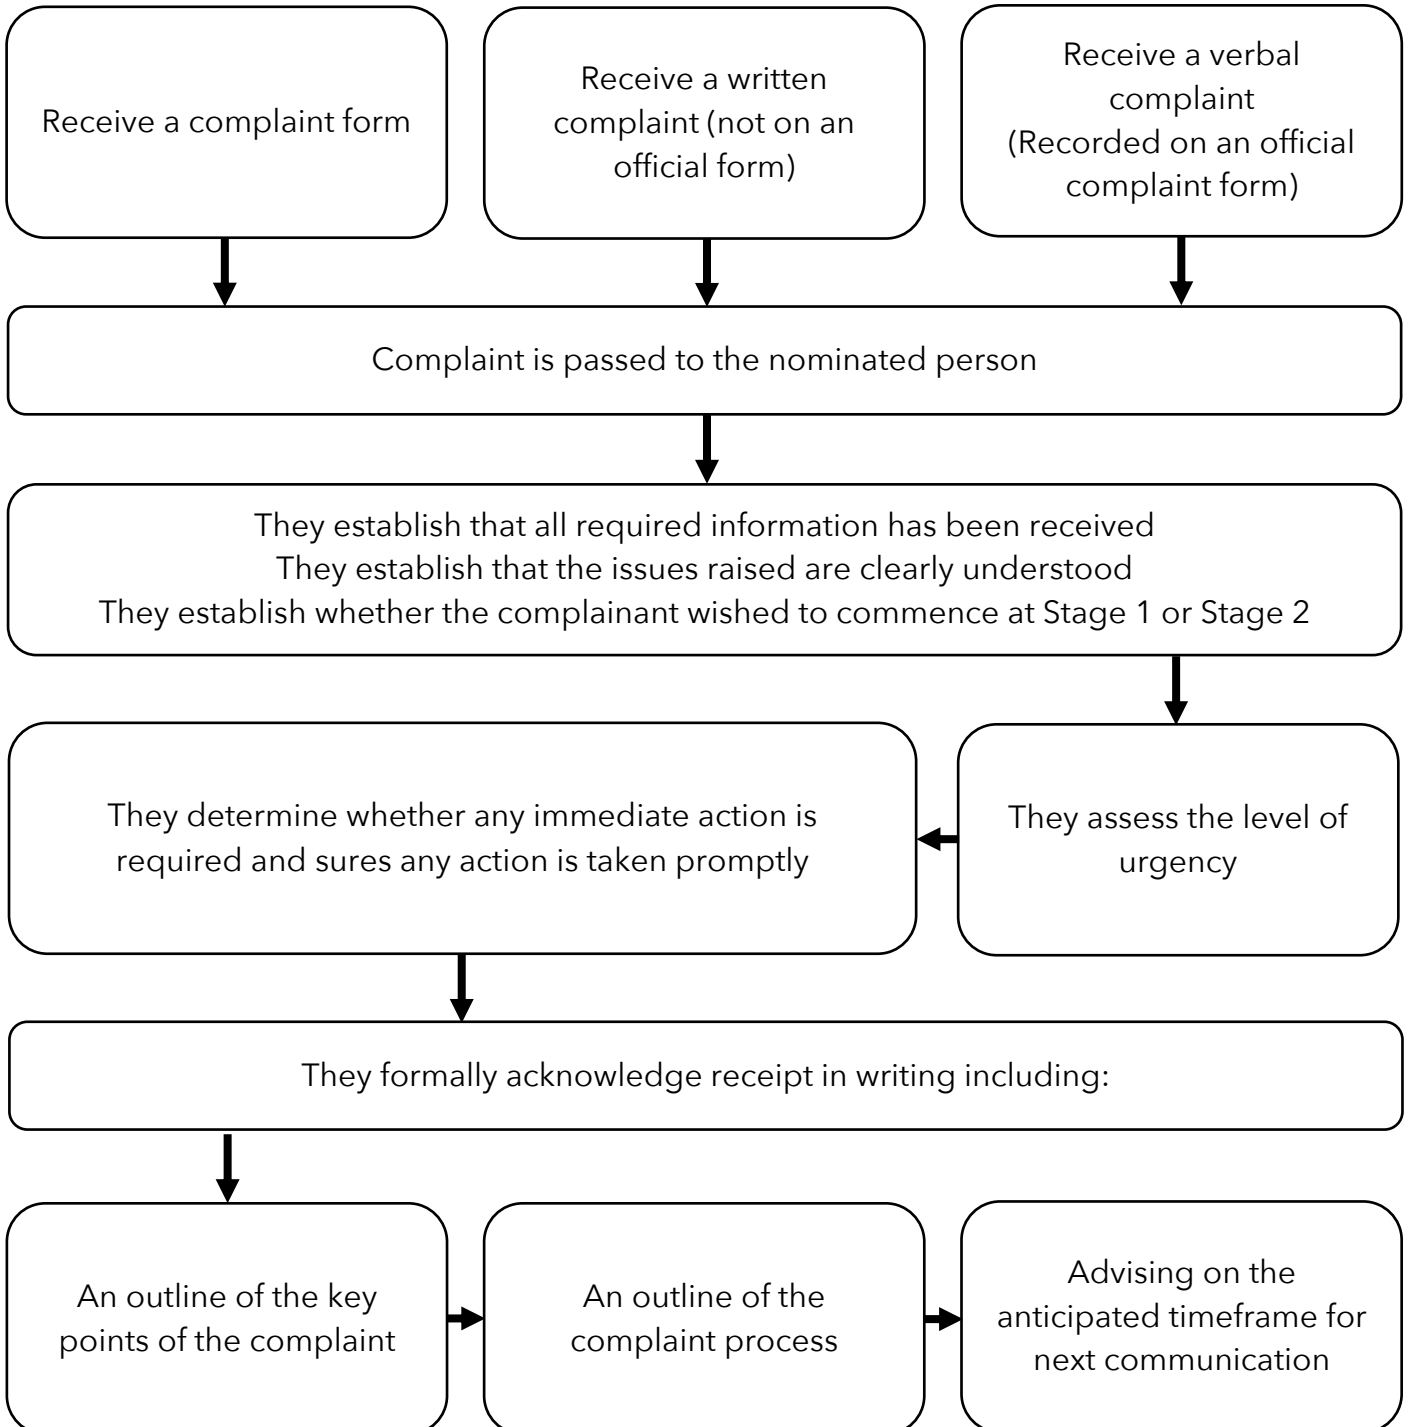 Receive a complaint form
Receive a written
complaint (not on an
official form)
Receive a verbal
complaint
(Recorded on an official
complaint form)
Complaint is passed to the nominated person
They establish that all required information has been received
They establish that the issues raised are clearly understood
They establish whether the complainant wished to commence at Stage 1 or Stage 2
They determine whether any immediate action is
required and sures any action is taken promptly
They assess the level of
urgency
They formally acknowledge receipt in writing including:
An outline of the key
points of the complaint
An outline of the
complaint process
Advising on the
anticipated timeframe for
next communication